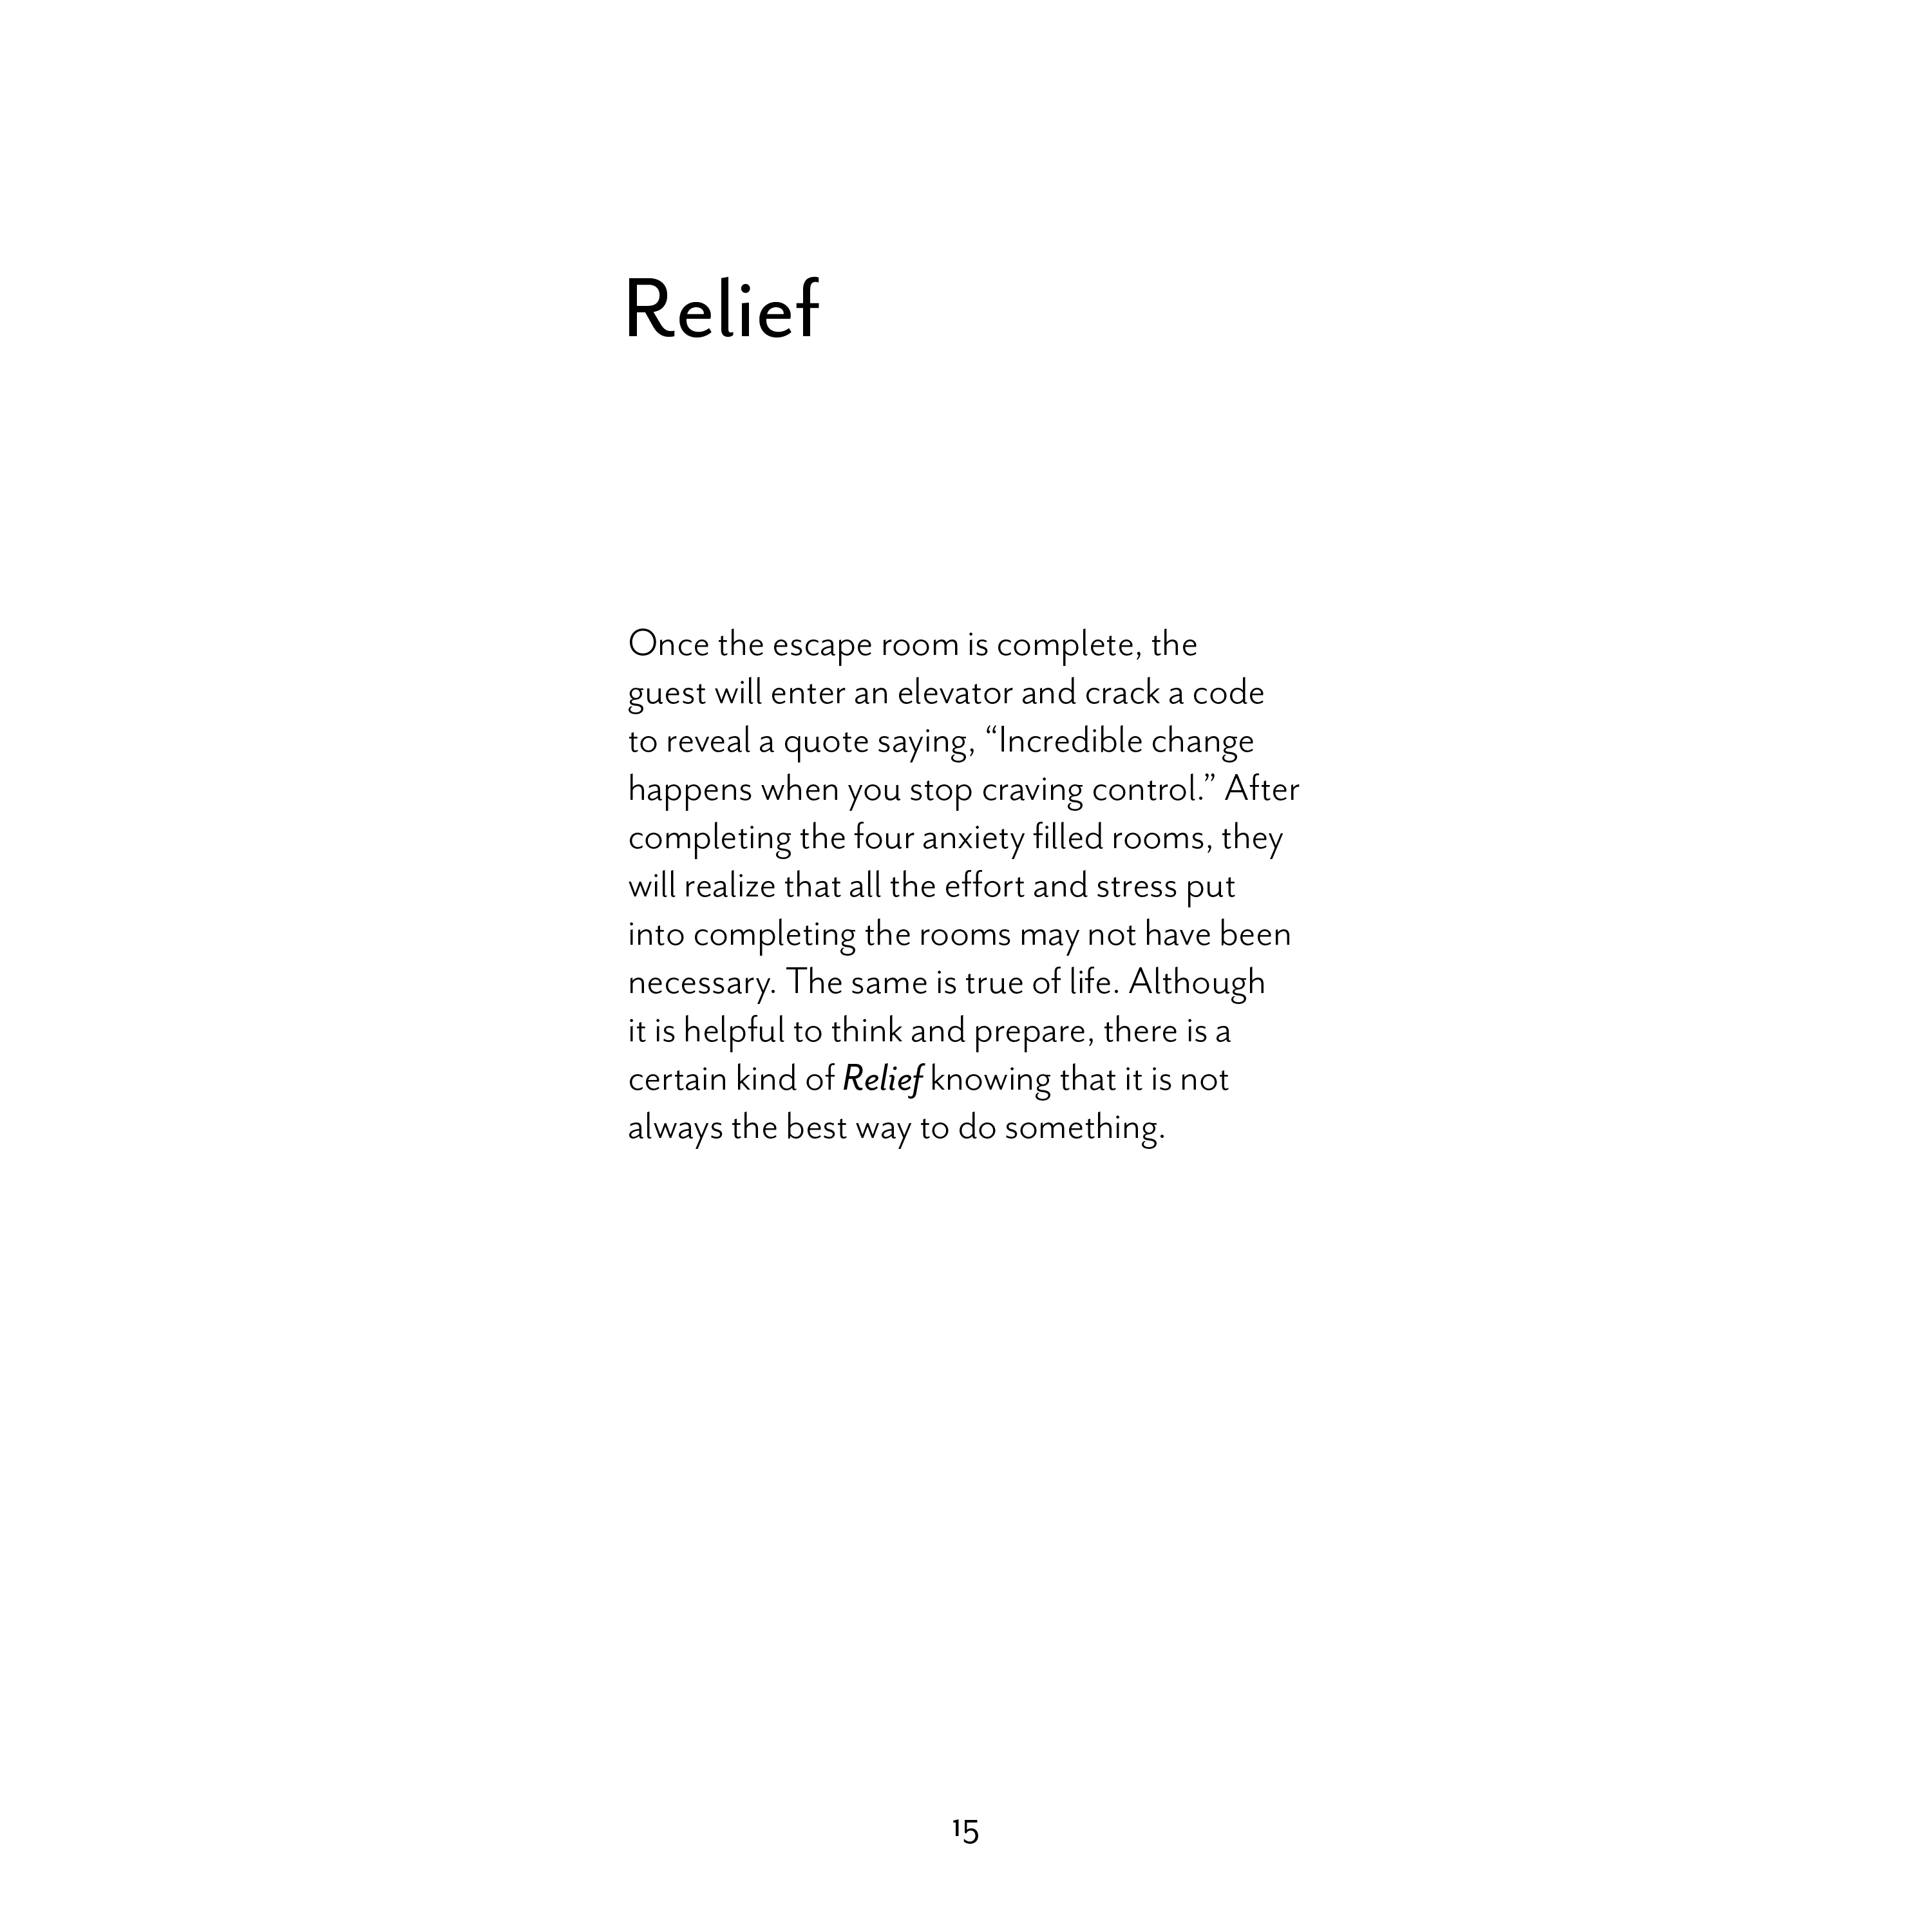 Relief
Once the escape room is complete, the
guest will enter an elevator and crack a code
to reveal a quote saying, “Incredible change
happens when you stop craving control.” After
completing the four anxiety filled rooms, they
will realize that all the effort and stress put
into completing the rooms may not have been
necessary. The same is true of life. Although
it is helpful to think and prepare, there is a
certain kind of Relief knowing that it is not
always the best way to do something.
15